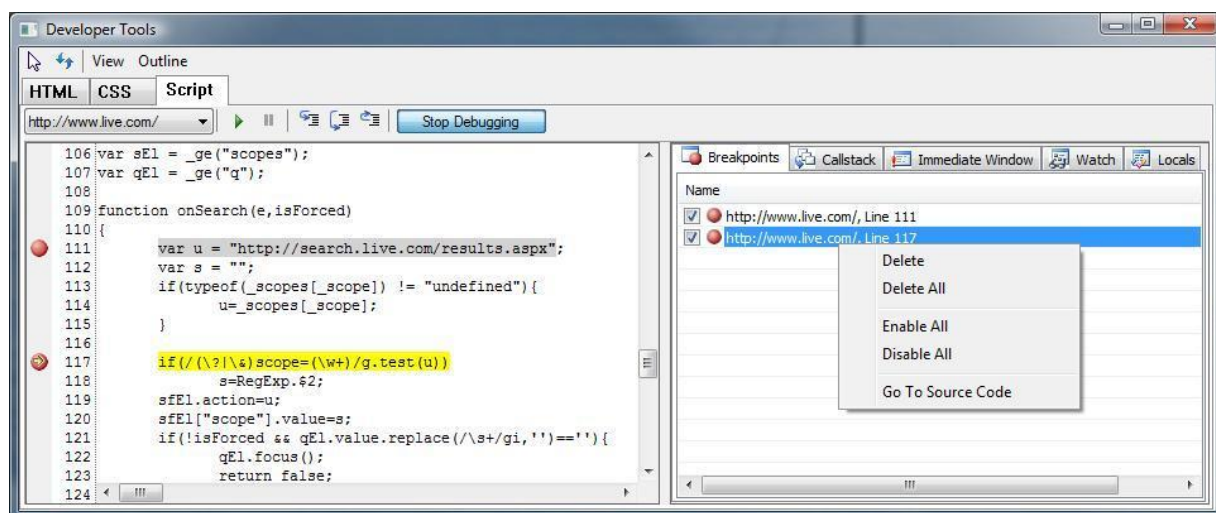 Developer Tools
View Outline
HTML CSS Script
http://www.live.com/ Stop Debugging
106 var sEl = _ge("scopes");
107 var qEl = _ge("q");
108
109 function onSearch(e,isForced)
110 {
111 var u = "http://search.live.com/results.aspx";
112 var s = "";
113 if(typeof(_scopes[_scope]) != "undefined"){
114 u=_scopes[_scope];
115 }
116
117 if(/(\?|\&)scope=(\w+)/g.test(u))
118 s=RegExp.$2;
119 sfEl.action=u;
120 sfEl["scope"].value=s;
121 if(!isForced && qEl.value.replace(/\s+/gi,'')==''){
122 qEl.focus();
123 return false;
124
Breakpoints Callstack Immediate Window Watch Locals
Name
http://www.live.com/, Line 111
http://www.live.com/, Line 117
Delete
Delete All
Enable All
Disable All
Go To Source Code